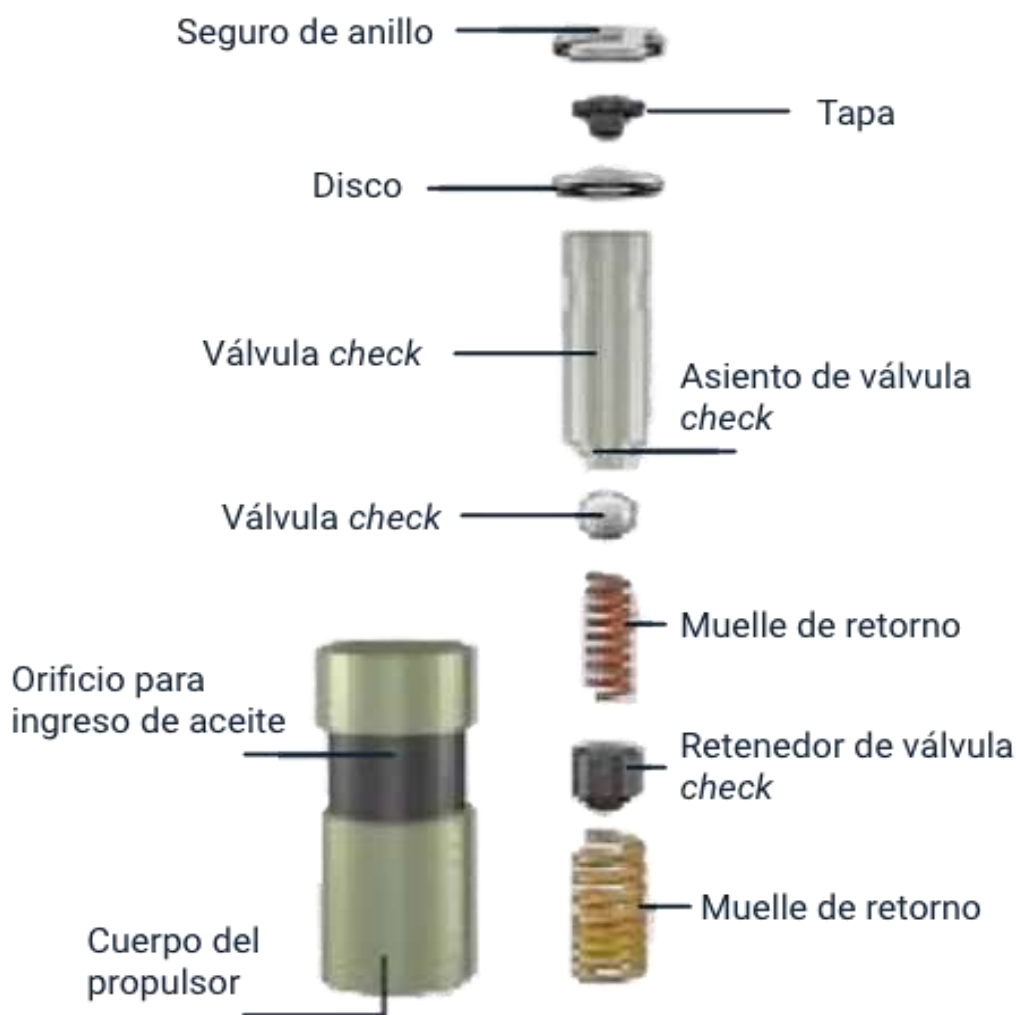 Seguro de anillo
Tapa
Disco
Válvula check
Asiento de válvula
check
Válvula check
Muelle de retorno
Orificio para
ingreso de aceite
Retenedor de válvula
check
Muelle de retorno
Cuerpo del
propulsor